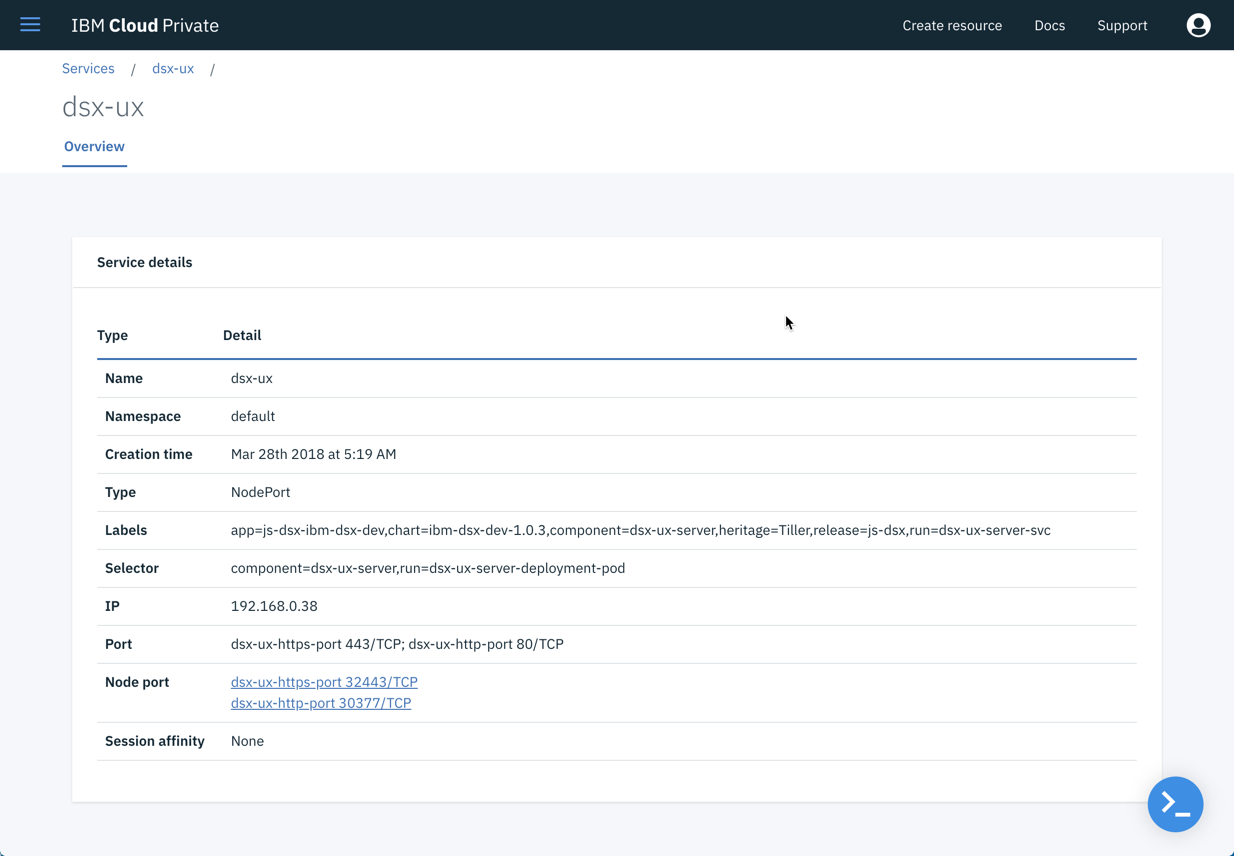 IBM Cloud Private Create resource Docs Support
Services / dsx-ux /
dsx-ux
Overview
Service details
Type Detail
Name dsx-ux
Namespace default
Creation time Mar 28th 2018 at 5:19 AM
Type NodePort
Labels app=js-dsx-ibm-dsx-dev,chart=ibm-dsx-dev-1.0.3,component=dsx-ux-server,heritage=Tiller,release=js-dsx,run=dsx-ux-server-svc
Selector component=dsx-ux-server,run=dsx-ux-server-deployment-pod
IP 192.168.0.38
Port dsx-ux-https-port 443/TCP; dsx-ux-http-port 80/TCP
Node port dsx-ux-https-port 32443/TCP
dsx-ux-http-port 30377/TCP
Session affinity None